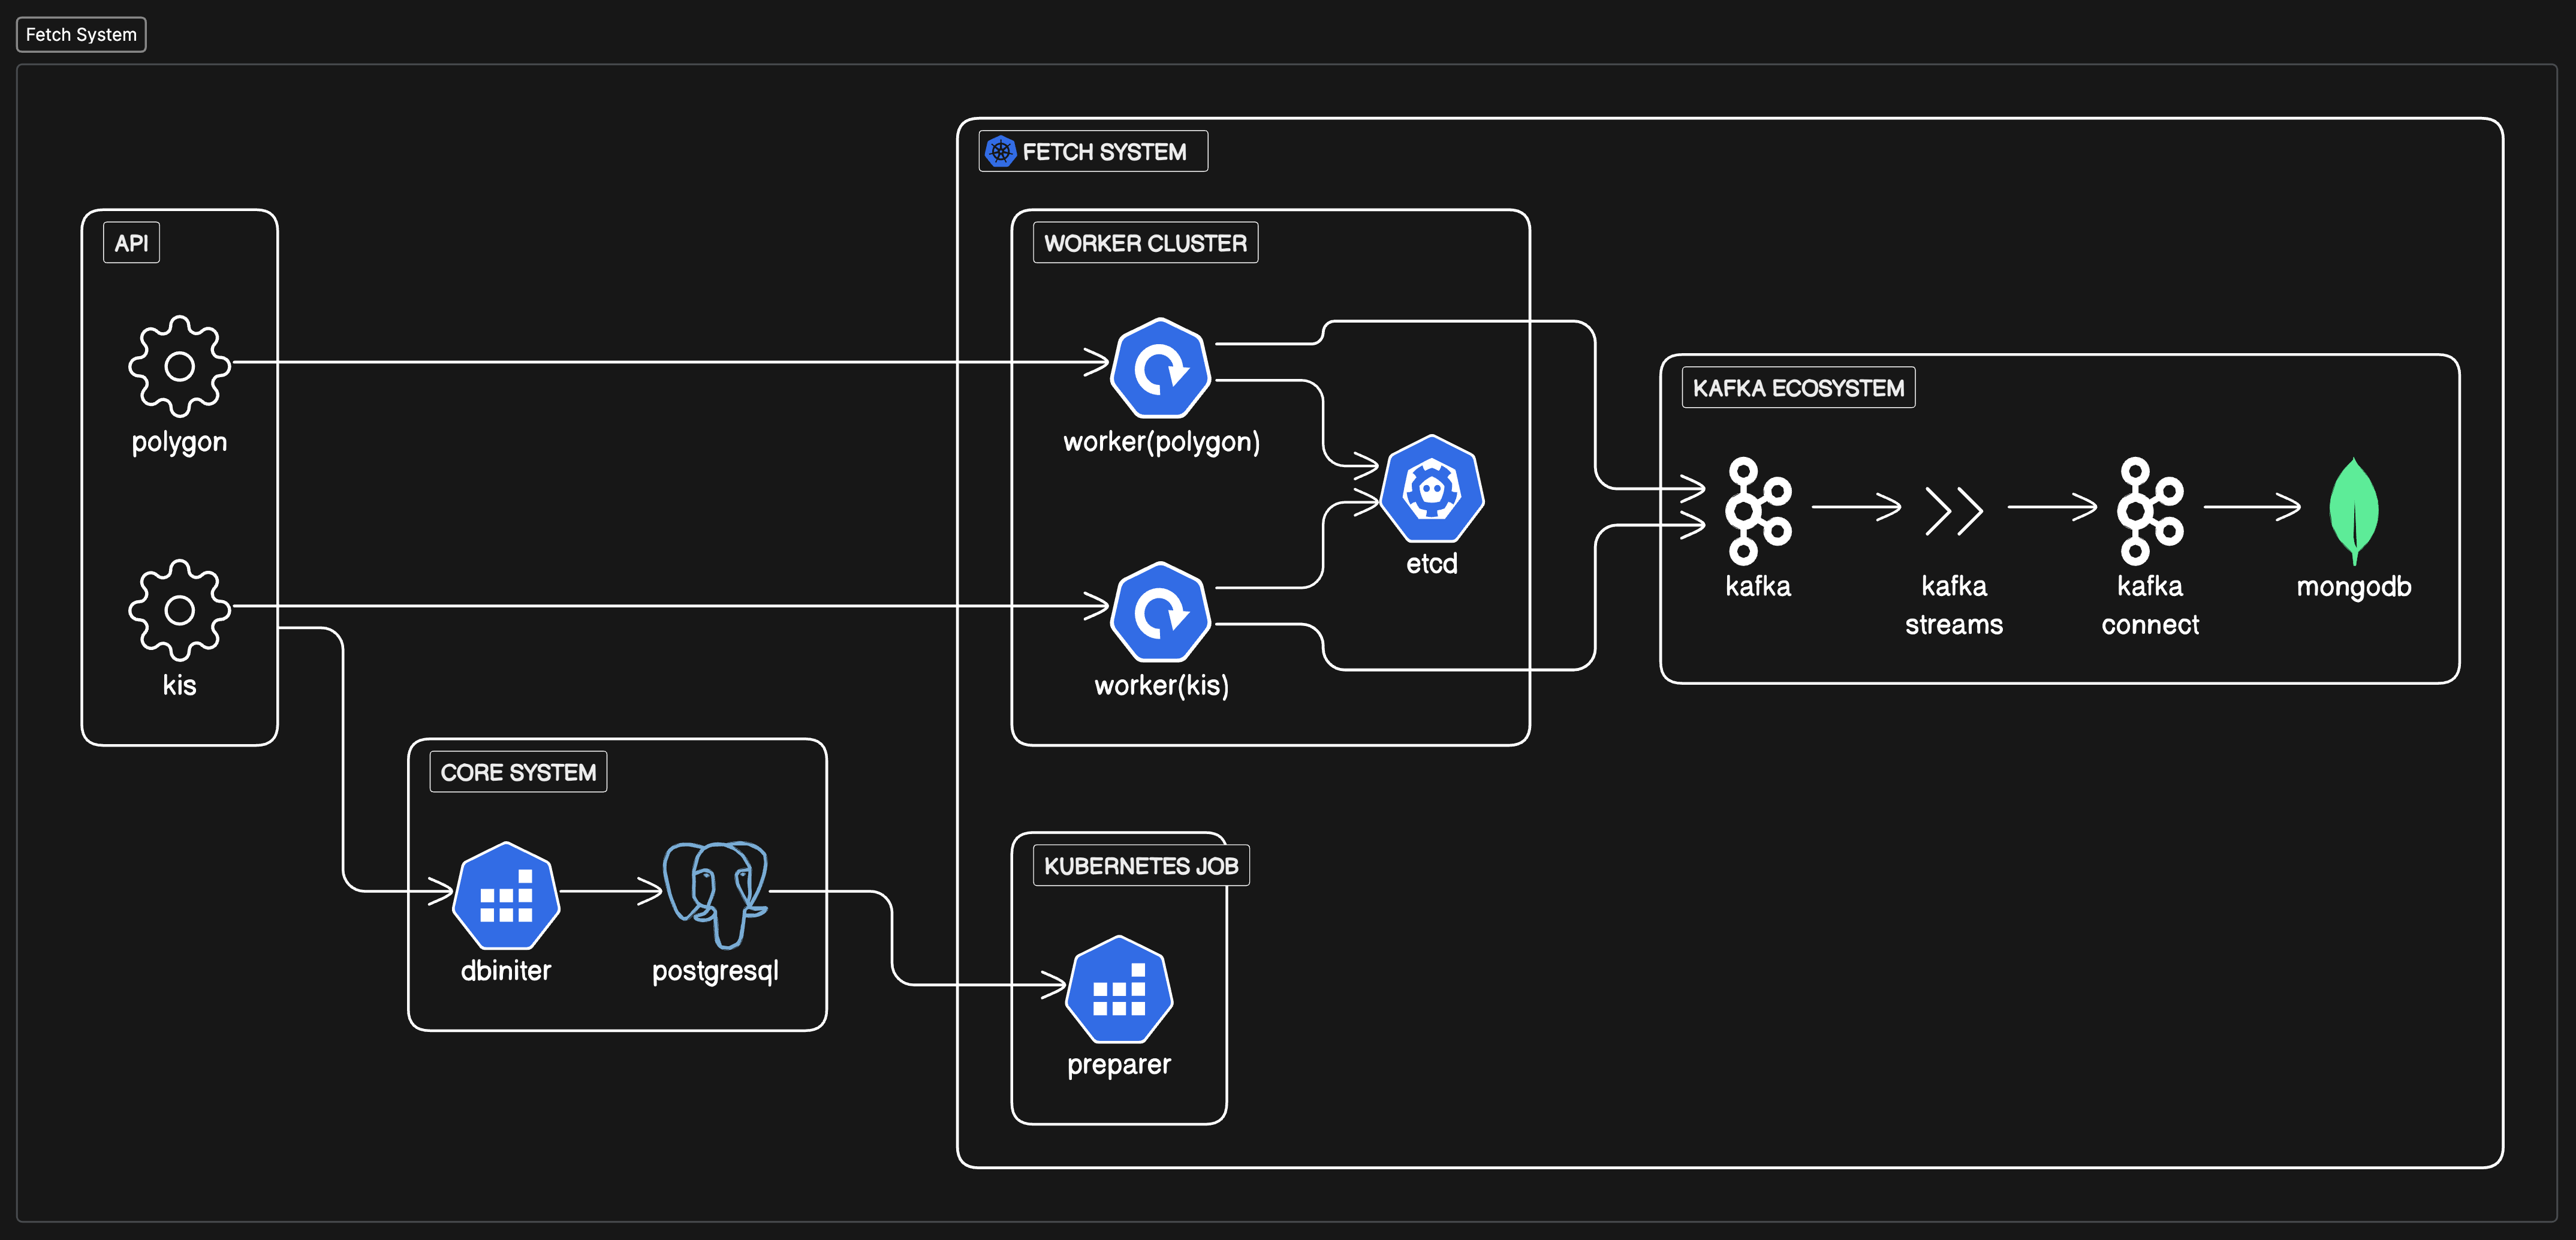 Fetch System
FETCH SYSTEM
API
WORKER CLUSTER
KAFKA ECOSYSTEM
polygon
worker(polygon)
etcd
kafka
kafka
streams
kafka
connect
mongodb
kis
worker(kis)
CORE SYSTEM
KUBERNETES JOB
dbiniter
postgresql
preparer